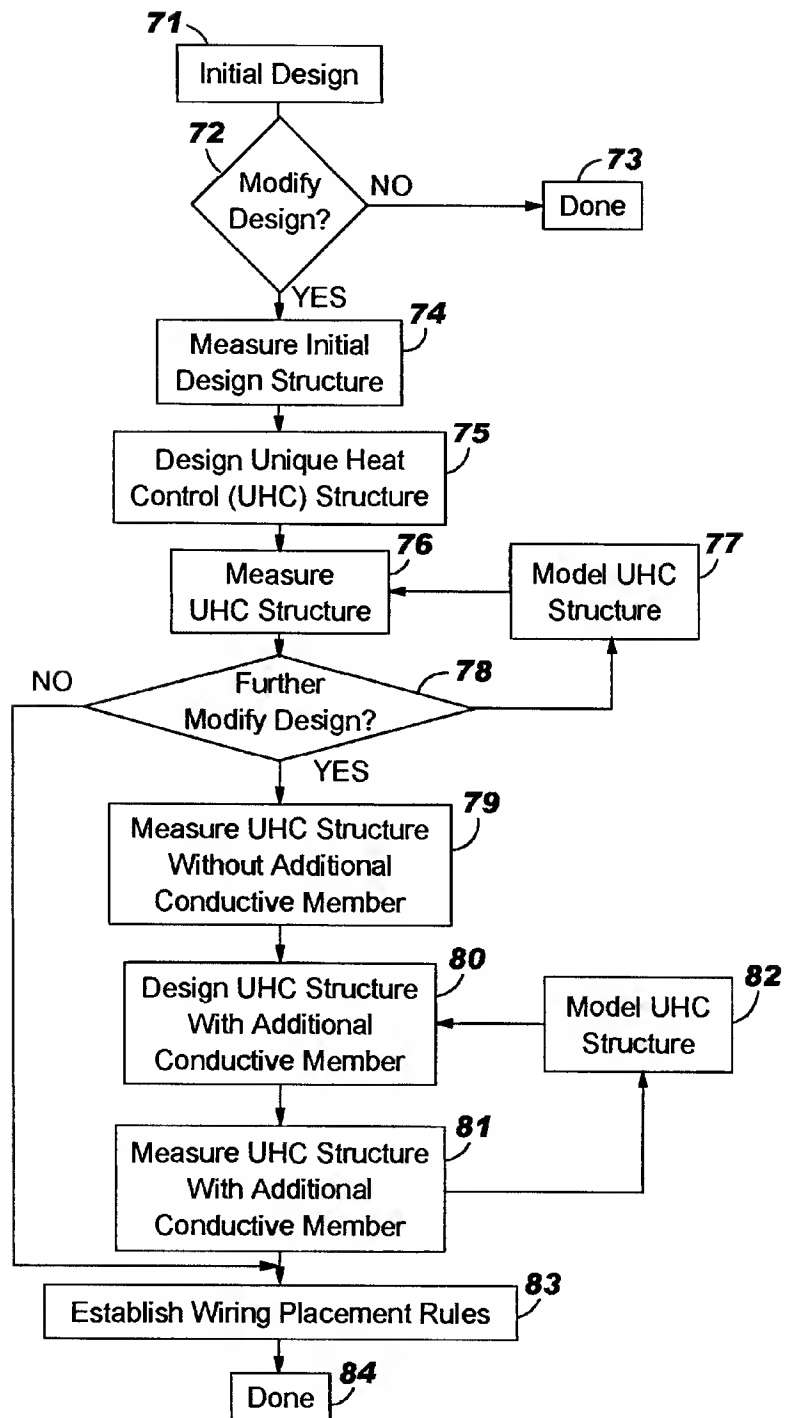 71
Initial Design
72
Modify
Design?
NO
73
Done
YES
74
Measure Initial
Design Structure
75
Design Unique Heat
Control (UHC) Structure
76
Measure
UHC Structure
77
Model UHC
Structure
NO
Further
Modify Design?
78
YES
79
Measure UHC Structure
Without Additional
Conductive Member
80
Design UHC Structure
With Additional
Conductive Member
82
Model UHC
Structure
81
Measure UHC Structure
With Additional
Conductive Member
83
Establish Wiring Placement Rules
84
Done